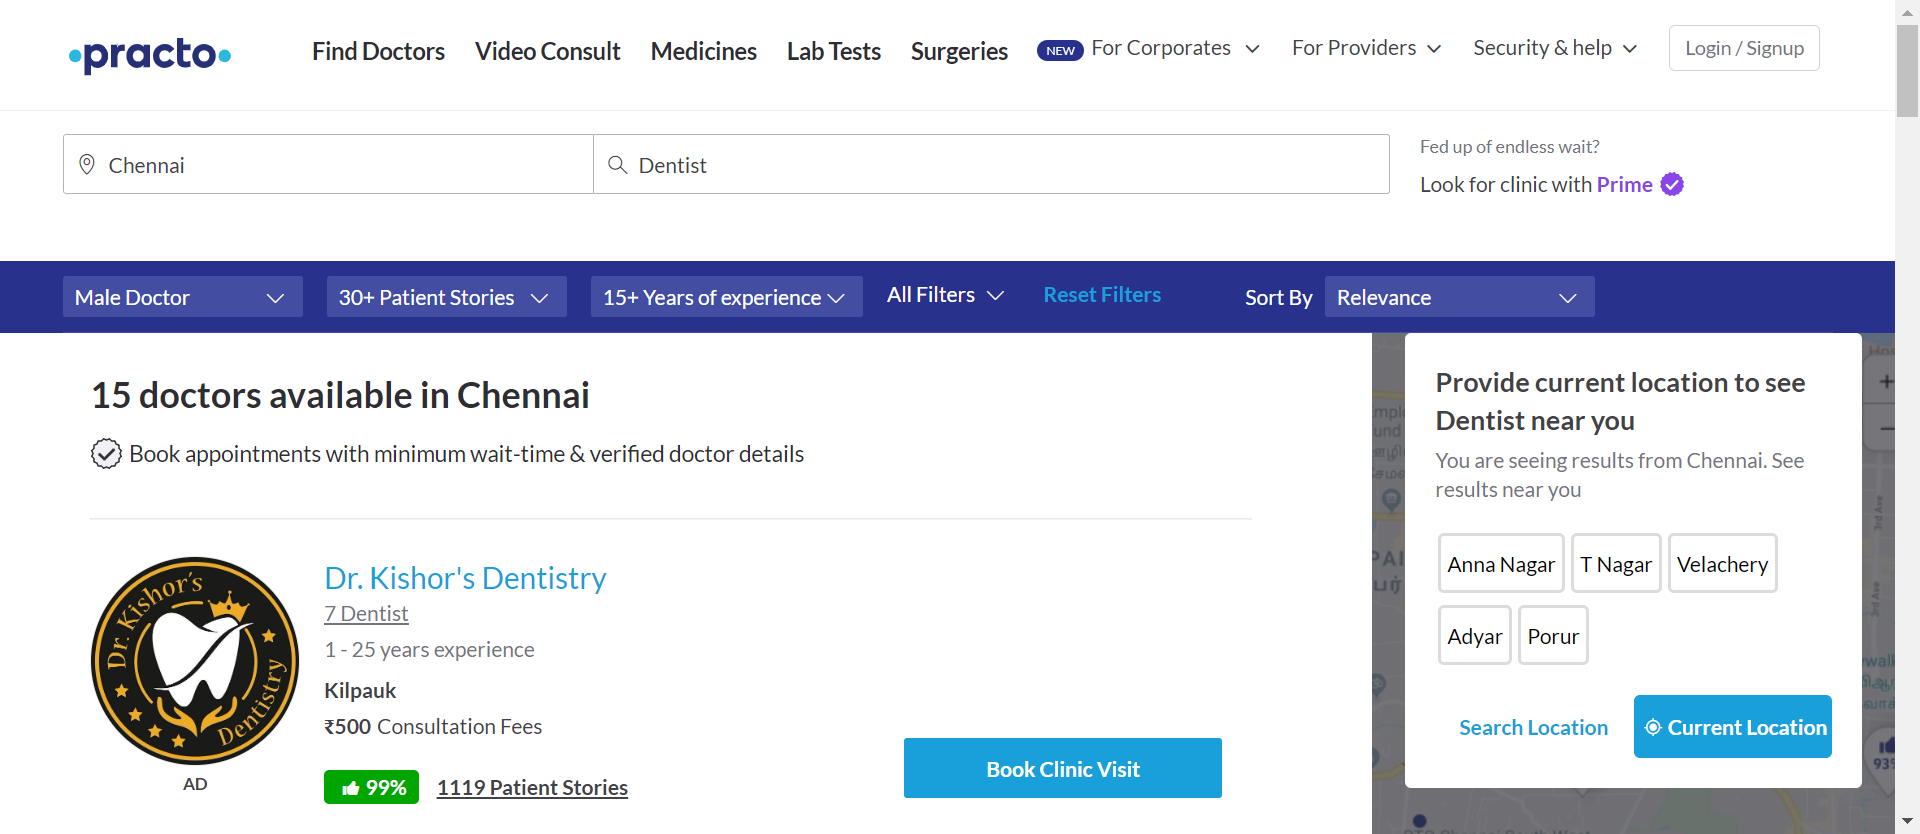 practo
Find Doctors
Video Consult
Medicines
Lab Tests
Surgeries
NEW
For Corporates
For Providers
Security & help
Login / Signup
Chennai
Dentist
Fed up of endless wait?
Look for clinic with Prime
Male Doctor
30+ Patient Stories
15+ Years of experience
All Filters
Reset Filters
Sort By
Relevance
15 doctors available in Chennai
Book appointments with minimum wait-time & verified doctor details
Dr. Kishor's
Dentistry
AD
Dr. Kishor's Dentistry
7 Dentist
1 - 25 years experience
Kilpauk
₹500 Consultation Fees
99%
1119 Patient Stories
Book Clinic Visit
Provide current location to see
Dentist near you
You are seeing results from Chennai. See
results near you
Anna Nagar
T Nagar
Velachery
Adyar
Porur
Search Location
Current Location
3rd Ave
3rd Ave